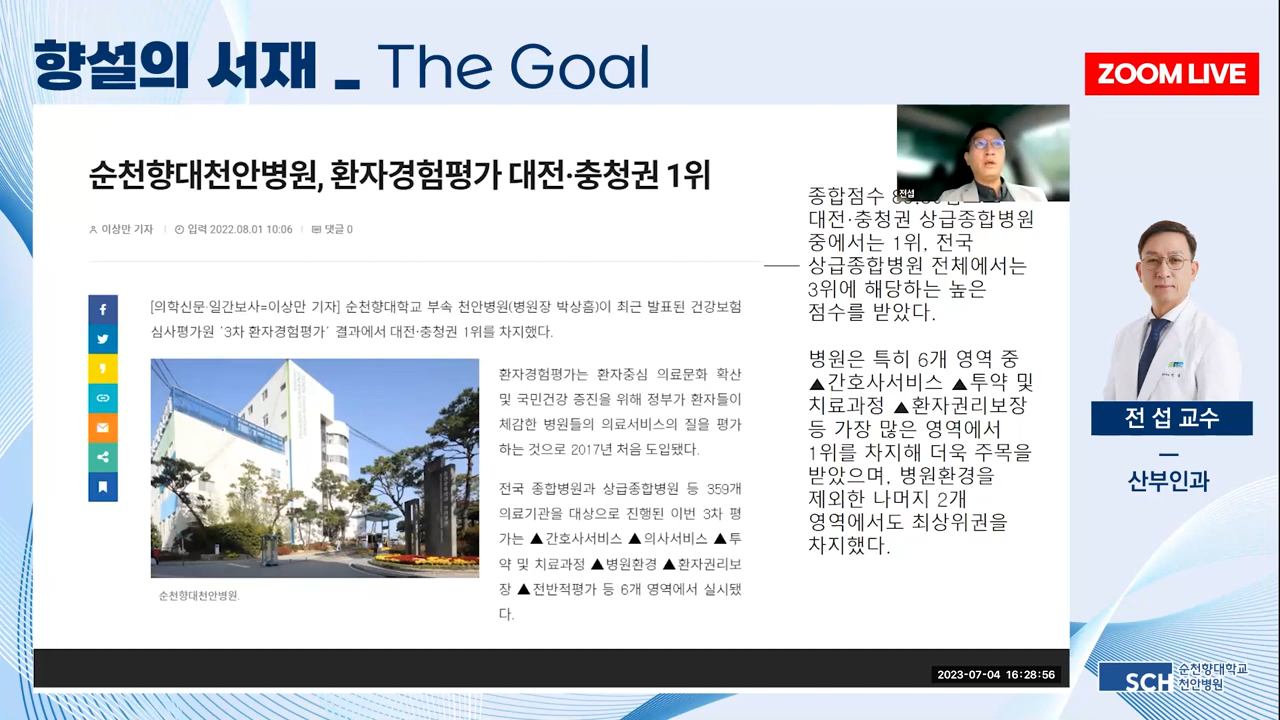 향설의 서재 _ The Goal
ZOOM LIVE
순천향대천안병원, 환자경험평가 대전·충청권 1위
이상만 기자 입력 2022.08.01 10:06 댓글 0
[의학신문·일간보사=이상만 기자] 순천향대학교 부속 천안병원(병원장 박상흠)이 최근 발표된 건강보험
심사평가원 '3차 환자경험평가' 결과에서 대전·충청권 1위를 차지했다.
환자경험평가는 환자중심 의료문화 확산
및 국민건강 증진을 위해 정부가 환자들이
체감한 병원들의 의료서비스의 질을 평가
하는 것으로 2017년 처음 도입됐다.
전국 종합병원과 상급종합병원 등 359개
의료기관을 대상으로 진행된 이번 3차 평
가는 ▲간호사서비스 ▲의사서비스 ▲투
약 및 치료과정 ▲병원환경 ▲환자권리보
장 ▲전반적평가 등 6개 영역에서 실시됐
다.
순천향대천안병원.
전섭
종합점수
대전·충청권 상급종합병원
중에서는 1위, 전국
상급종합병원 전체에서는
3위에 해당하는 높은
점수를 받았다.
병원은 특히 6개 영역 중
▲간호사서비스 ▲투약 및
치료과정 ▲환자권리보장
등 가장 많은 영역에서
1위를 차지해 더욱 주목을
받았으며, 병원환경을
제외한 나머지 2개
영역에서도 최상위권을
차지했다.
2023-07-04 16:28:56
전 섭 교수
산부인과
SCH 순천향대학교
천안병원